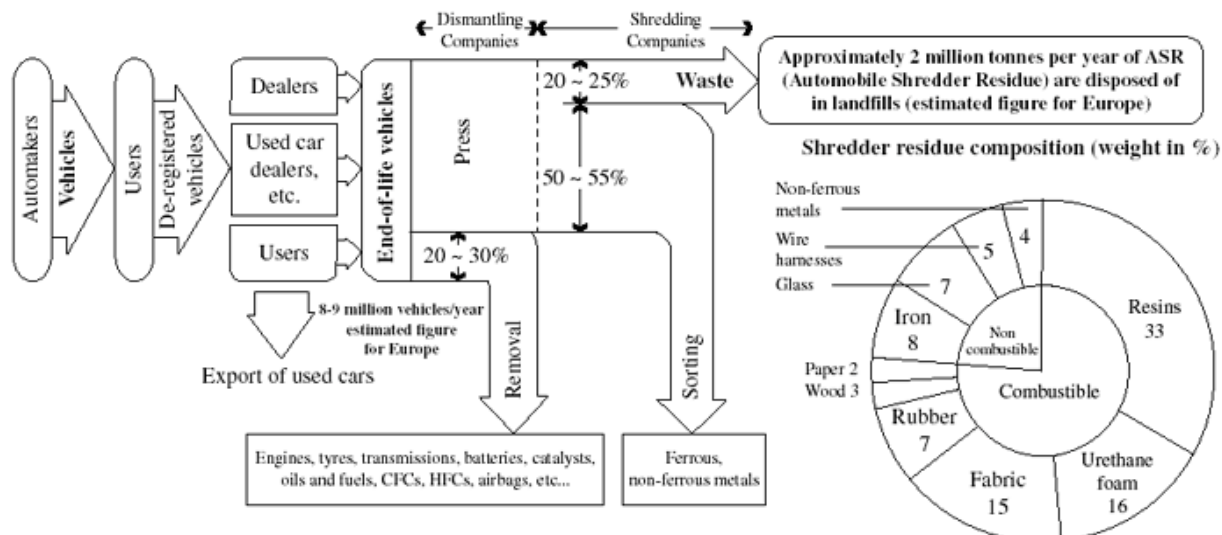 Dismantling
Companies
Shredding
Companies
Automakers
Vehicles
Users
De-registered
vehicles
Dealers
Used car
dealers,
etc.
Users
End-of-life vehicles
Press
20 ~ 25%
Waste
50 ~ 55%
20 ~ 30%
Approximately 2 million tonnes per year of ASR
(Automobile Shredder Residue) are disposed of
in landfills (estimated figure for Europe)
8-9 million vehicles/year
estimated figure
for Europe
Export of used cars
Removal
Sorting
Engines, tyres, transmissions, batteries, catalysts,
oils and fuels, CFCs, HFCs, airbags, etc...
Ferrous,
non-ferrous metals
Shredder residue composition (weight in %)
Non-ferrous
metals
4
Wire
harnesses
5
Glass
7
Iron
8
Paper 2
Wood 3
Rubber
7
Fabric
15
Urethane
foam
16
Resins
33
Non
combustible
Combustible